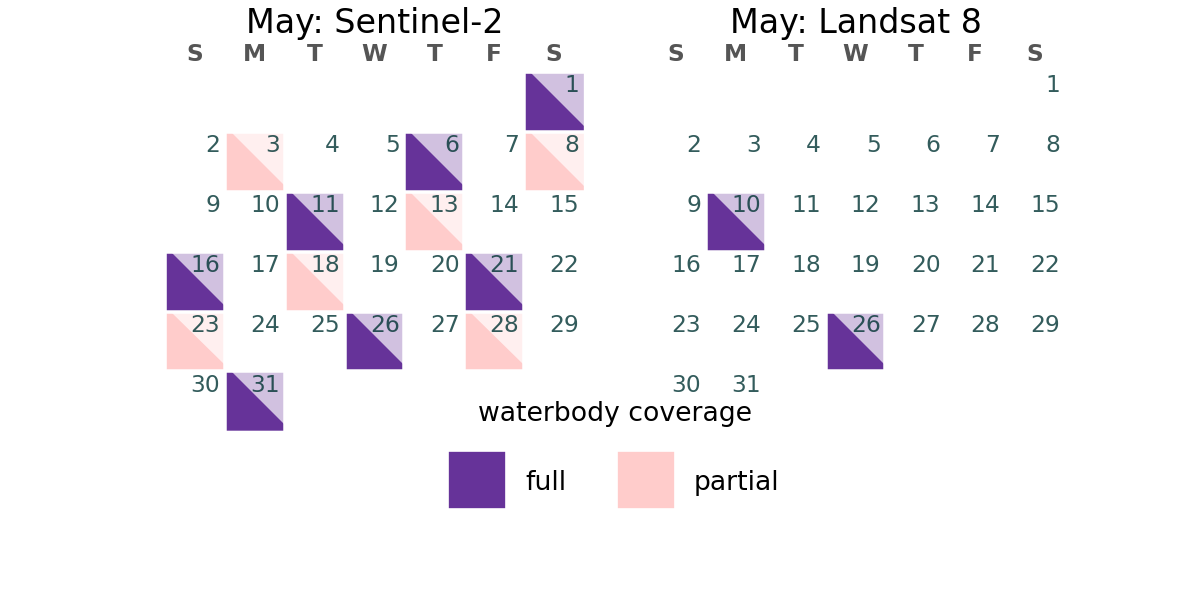 May: Sentinel-2
S M T W T F S
1
2 3 4 5 6 7 8
9 10 11 12 13 14 15
16 17 18 19 20 21 22
23 24 25 26 27 28 29
30 31
May: Landsat 8
S M T W T F S
1
2 3 4 5 6 7 8
9 10 11 12 13 14 15
16 17 18 19 20 21 22
23 24 25 26 27 28 29
30 31
waterbody coverage
full partial